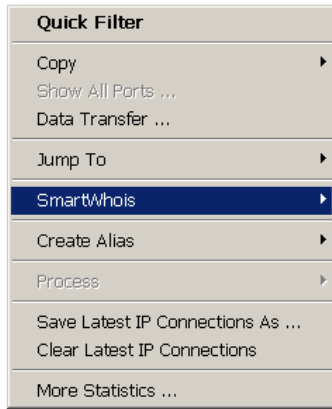 Quick Filter
Copy
Show All Ports ...
Data Transfer ...
Jump To
SmartWhois
Create Alias
Process
Save Latest IP Connections As ...
Clear Latest IP Connections
More Statistics ...